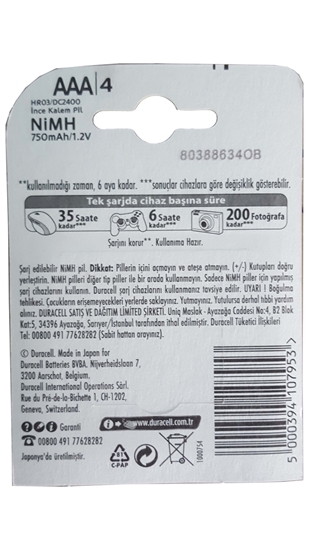 AAA|4
HR03/DC2400
İnce Kalem Pil
NiMH
750mAh/1.2V
80388634OB
**kullanılmadığı zaman, 6 aya kadar. ***sonuçlar cihazlara göre değişiklik gösterebilir.
Tek şarjda cihaz başına süre
35 Saate kadar***
6 Saate kadar***
200 Fotoğrafa kadar***
Şarjını korur**. Kullanıma Hazır.
Şarj edilebilir NiMH pil. Dikkat: Pillerin içini açmayın ve ateşe atmayın. (+/-) Kutupları doğru
yerleştirin. NiMH pilleri diğer tip piller ile bir arada kullanmayın. Sadece NiMH için yapılmış
şarj cihazlarını kullanın. DURACELL şarj cihazlarını kullanmanız tavsiye edilir. UYARI ! Boğulma
tehlikesi. Çocukların erişemeyecekleri yerlerde saklayınız. Yutmayınız. Yutulursa derhal tıbbi yardım
alınız. DURACELL SATIŞ VE DAĞITIM LİMİTED ŞİRKETİ. Uniq Maslak - Ayazağa Caddesi No:4, B2 Blok
Kat:5, 34396 Ayazağa, Sarıyer/İstanbul tarafından ithal edilmiştir. Duracell Tüketici İlişkileri
Tel: 00800 491 77628282
© Duracell. Made in Japan for
Duracell Batteries BVBA, Nijverheidslaan 7,
3200 Aarschot, Belgium.
Duracell International Operations Sàrl.
Rue du Pré-de-la-Bichette 1, CH-1202,
Geneva, Switzerland.
Garanti
00800 491 77628282
www.duracell.com.tr
Japonya'da üretilmiştir.
81
C-PAP
1000754
5 000394 107953